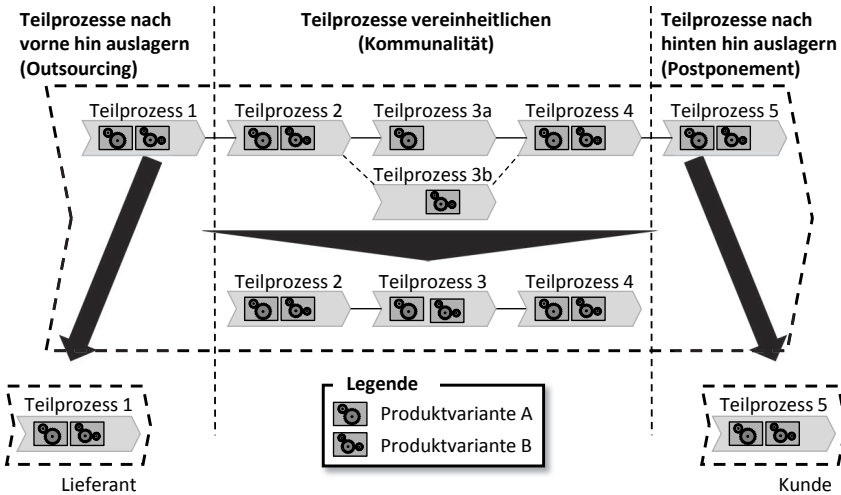 Teilprozesse nach
vorne hin auslagern
(Outsourcing)
Teilprozesse vereinheitlichen
(Kommunalität)
Teilprozesse nach
hinten hin auslagern
(Postponement)
Teilprozess 1
Teilprozess 2
Teilprozess 3a
Teilprozess 4
Teilprozess 5
Teilprozess 3b
Teilprozess 2
Teilprozess 3
Teilprozess 4
Teilprozess 1
Lieferant
Legende
Produktvariante A
Produktvariante B
Teilprozess 5
Kunde